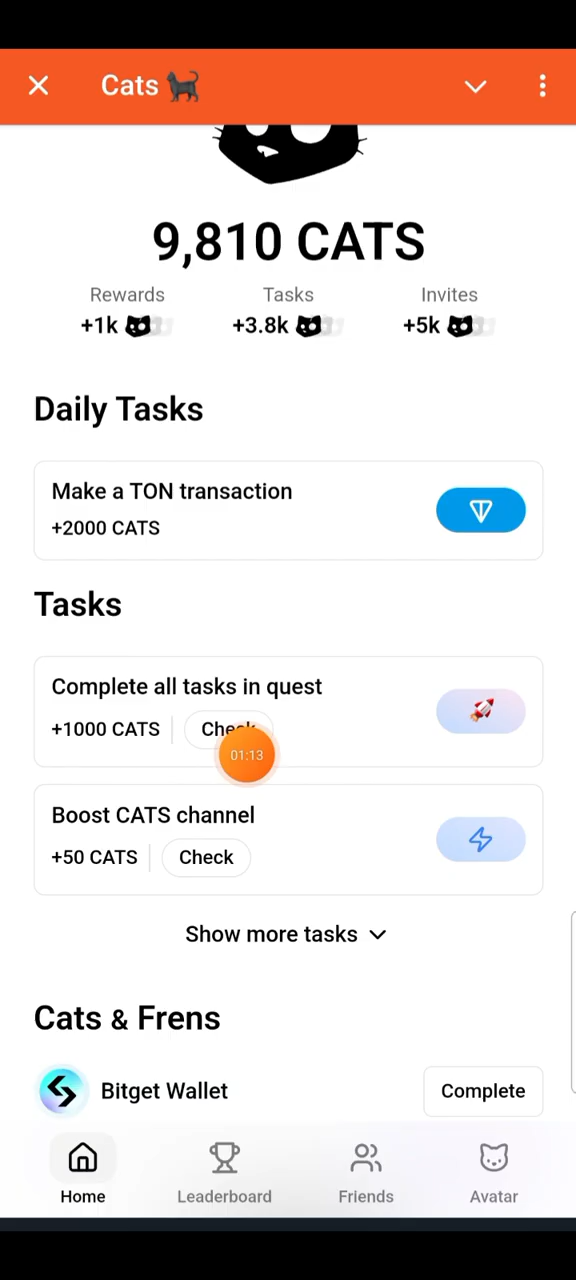 Cats 🐈‍⬛
9,810 CATS
Rewards
Tasks
Invites
+1k
+3.8k
+5k
Daily Tasks
Make a TON transaction
+2000 CATS
Tasks
Complete all tasks in quest
+1000 CATS
Check
01:13
Boost CATS channel
+50 CATS
Check
Show more tasks
Cats & Frens
Bitget Wallet
Complete
Home
Leaderboard
Friends
Avatar